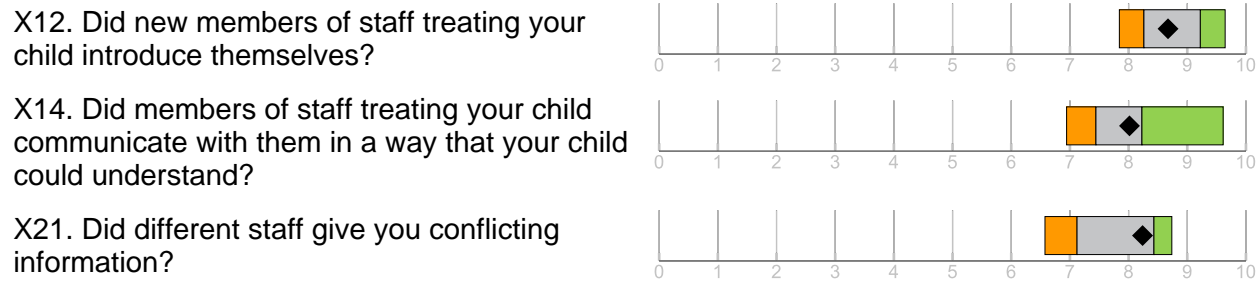 X12. Did new members of staff treating your
child introduce themselves?
0 1 2 3 4 5 6 7 8 9 10
X14. Did members of staff treating your child
communicate with them in a way that your child
could understand?
0 1 2 3 4 5 6 7 8 9 10
X21. Did different staff give you conflicting
information?
0 1 2 3 4 5 6 7 8 9 10